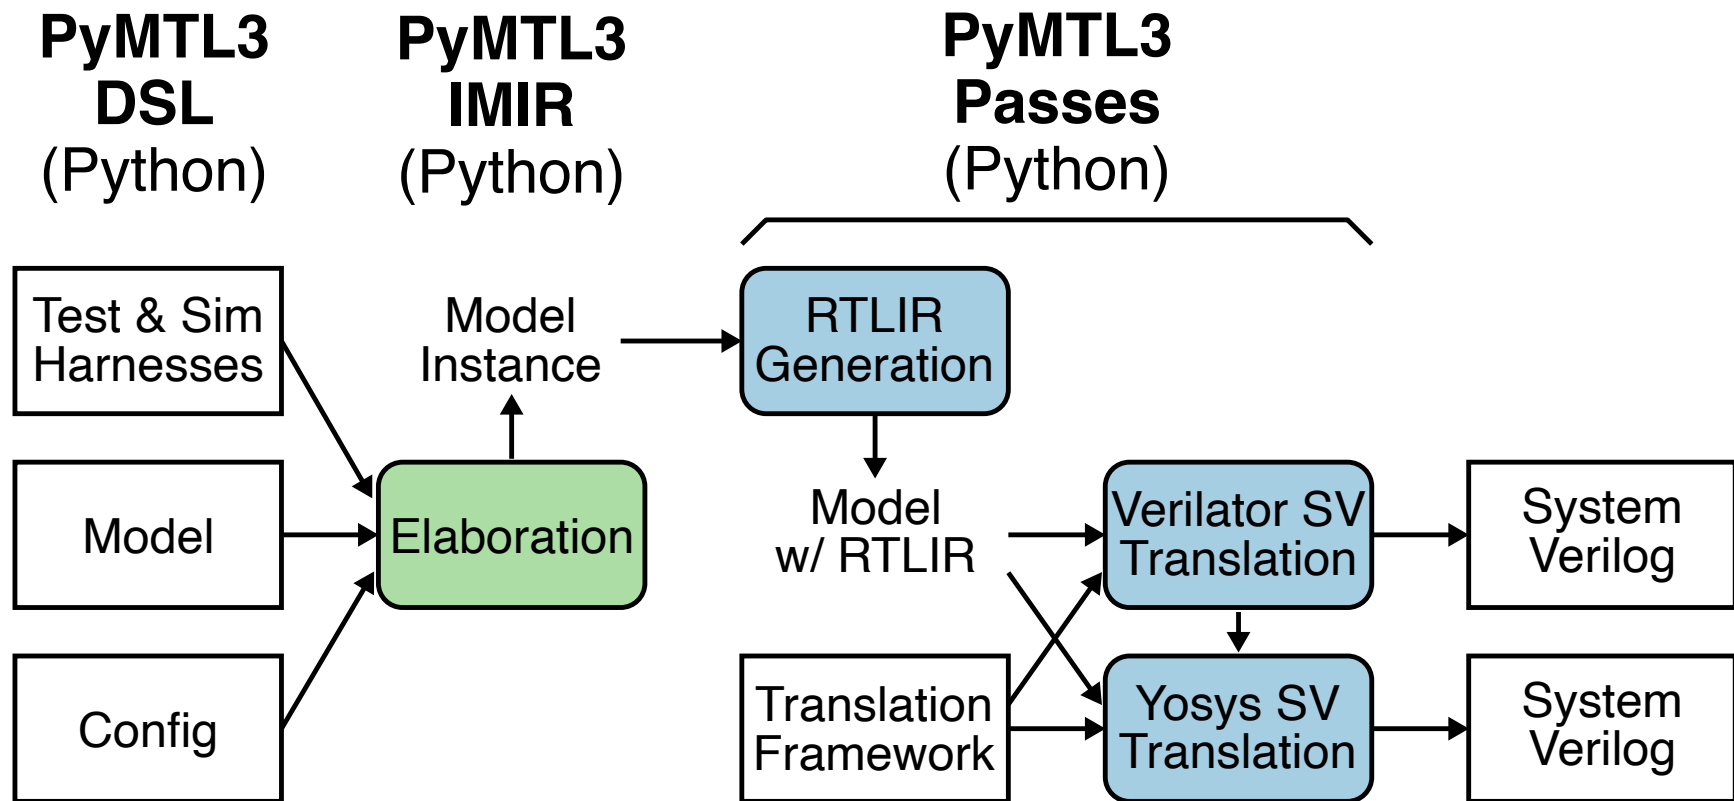 PyMTL3
DSL
(Python)
PyMTL3
IMIR
(Python)
PyMTL3
Passes
(Python)
Test & Sim
Harnesses
Model
Config
Model
Instance
Elaboration
RTLIR
Generation
Model
w/ RTLIR
Translation
Framework
Verilator SV
Translation
Yosys SV
Translation
System
Verilog
System
Verilog